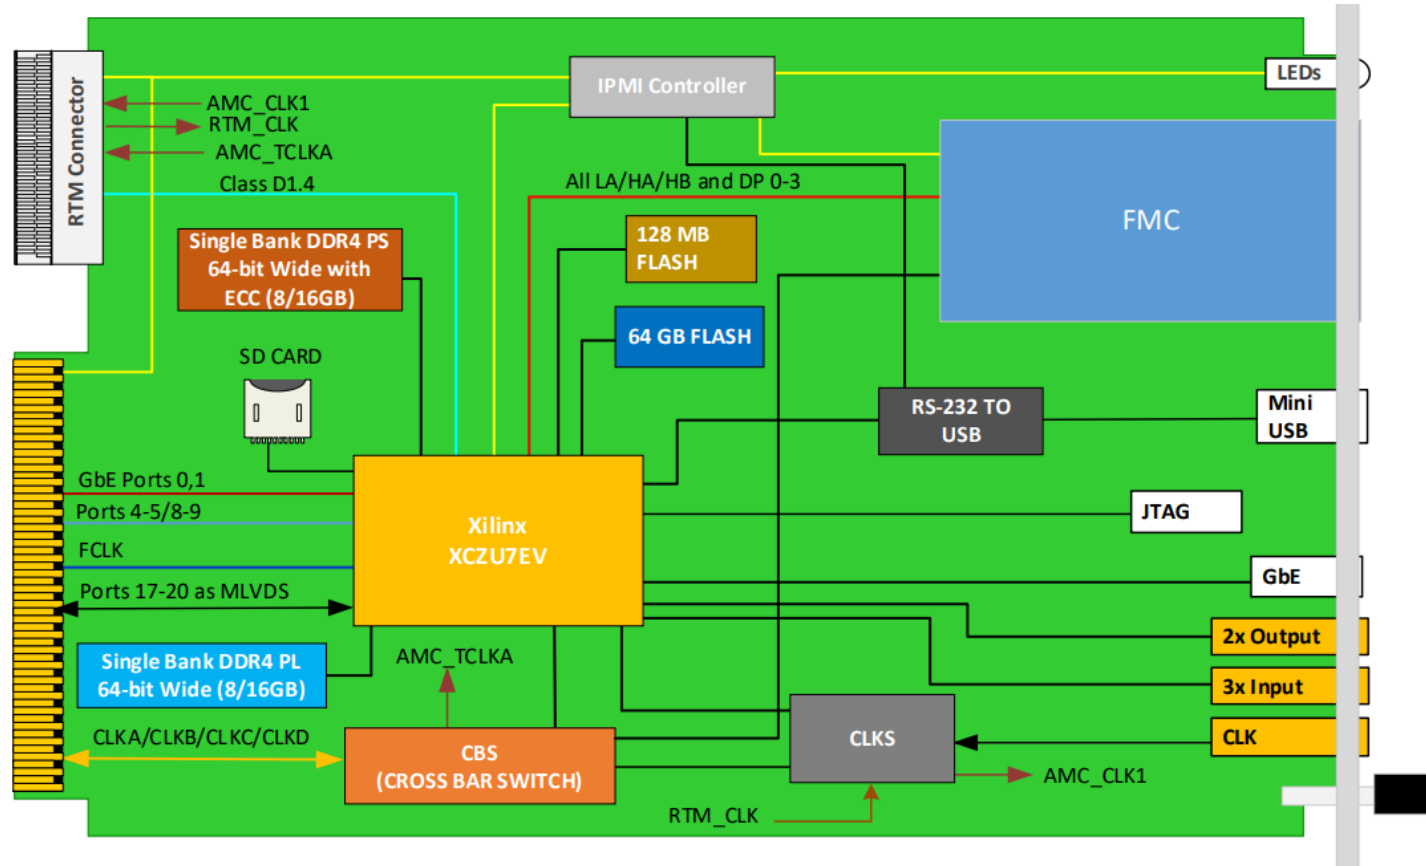 LEDs
IPMI Controller
AMC_CLK1
RTM_CLK
AMC_TCLKA
RTM Connector
Class D1.4
All LA/HA/HB and DP 0-3
FMC
Single Bank DDR4 PS
64-bit Wide with
ECC (8/16GB)
128 MB
FLASH
64 GB FLASH
SD CARD
RS-232 TO
USB
Mini
USB
GbE Ports 0,1
Ports 4-5/8-9
Xilinx
XCZU7EV
JTAG
FCLK
GbE
Ports 17-20 as MLVDS
2x Output
Single Bank DDR4 PL
64-bit Wide (8/16GB)
AMC_TCLKA
3x Input
CLKA/CLKB/CLKC/CLKD
CBS
(CROSS BAR SWITCH)
CLKS
CLK
AMC_CLK1
RTM_CLK